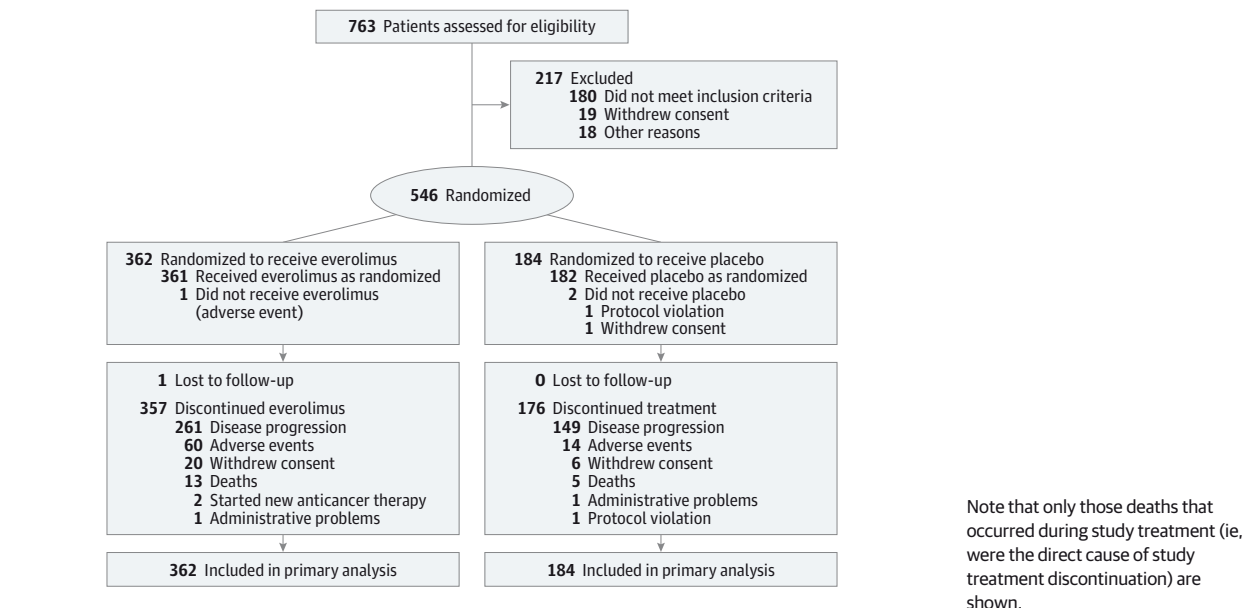 763 Patients assessed for eligibility
217 Excluded
180 Did not meet inclusion criteria
19 Withdrew consent
18 Other reasons
546 Randomized
362 Randomized to receive everolimus
361 Received everolimus as randomized
1 Did not receive everolimus
(adverse event)
184 Randomized to receive placebo
182 Received placebo as randomized
2 Did not receive placebo
1 Protocol violation
1 Withdrew consent
1 Lost to follow-up
357 Discontinued everolimus
261 Disease progression
60 Adverse events
20 Withdrew consent
13 Deaths
2 Started new anticancer therapy
1 Administrative problems
0 Lost to follow-up
176 Discontinued treatment
149 Disease progression
14 Adverse events
6 Withdrew consent
5 Deaths
1 Administrative problems
1 Protocol violation
362 Included in primary analysis
184 Included in primary analysis
Note that only those deaths that
occurred during study treatment (ie,
were the direct cause of study
treatment discontinuation) are
shown.